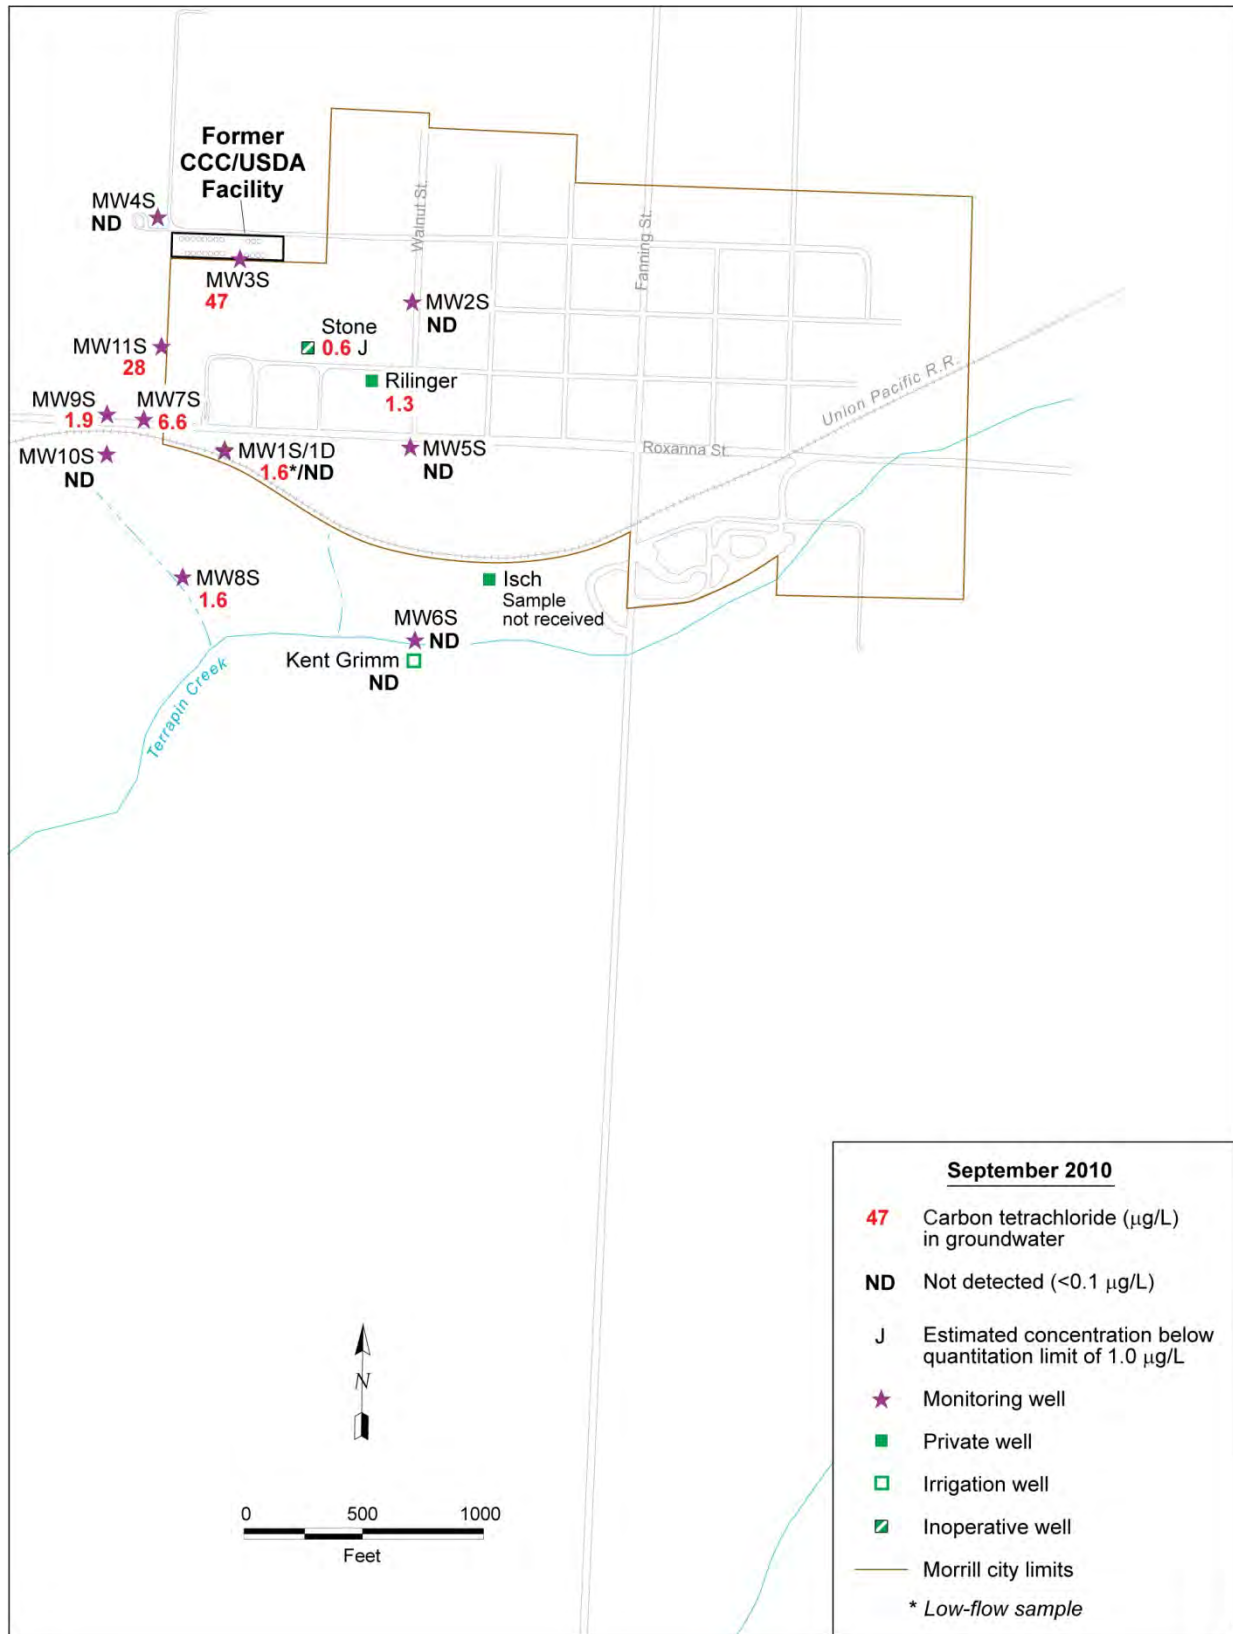 Former
CCC/USDA
Facility
MW4S
ND
Walnut St.
Fanning St.
MW3S
47
MW2S
ND
Stone
0.6 J
MW11S
28
Rilinger
1.3
Union Pacific R.R.
MW9S
1.9
MW7S
6.6
MW10S
ND
MW1S/1D
1.6*/ND
MW5S
ND
Roxanna St.
MW8S
1.6
Isch
Sample
not received
MW6S
ND
Kent Grimm
ND
Terrapin Creek
September 2010
47 Carbon tetrachloride (μg/L)
in groundwater
ND Not detected (<0.1 μg/L)
J Estimated concentration below
quantitation limit of 1.0 μg/L
Monitoring well
Private well
Irrigation well
Inoperative well
Morrill city limits
* Low-flow sample
N
0 500 1000
Feet